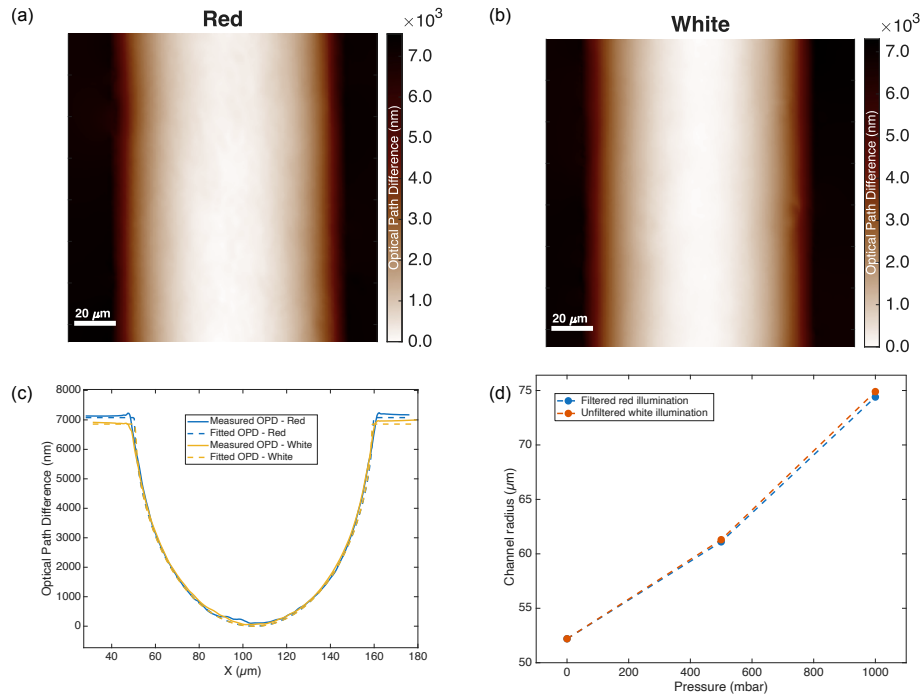 (a)
Red
×10³
6.0
5.0
4.0
3.0
2.0
1.0
0.0
Optical Path Difference (nm)
20 µm
(b)
White
×10³
7.0
6.0
5.0
4.0
3.0
2.0
1.0
0.0
Optical Path Difference (nm)
20 µm
(c)
8000
7000
6000
5000
4000
3000
2000
1000
0
Optical Path Difference (nm)
Measured OPD - Red
Fitted OPD - Red
Measured OPD - White
Fitted OPD - White
40 60 80 100 120 140 160 180
X (µm)
(d)
75
70
65
60
55
50
Channel radius (µm)
Filtered red illumination
Unfiltered white illumination
0 200 400 600 800 1000
Pressure (mbar)